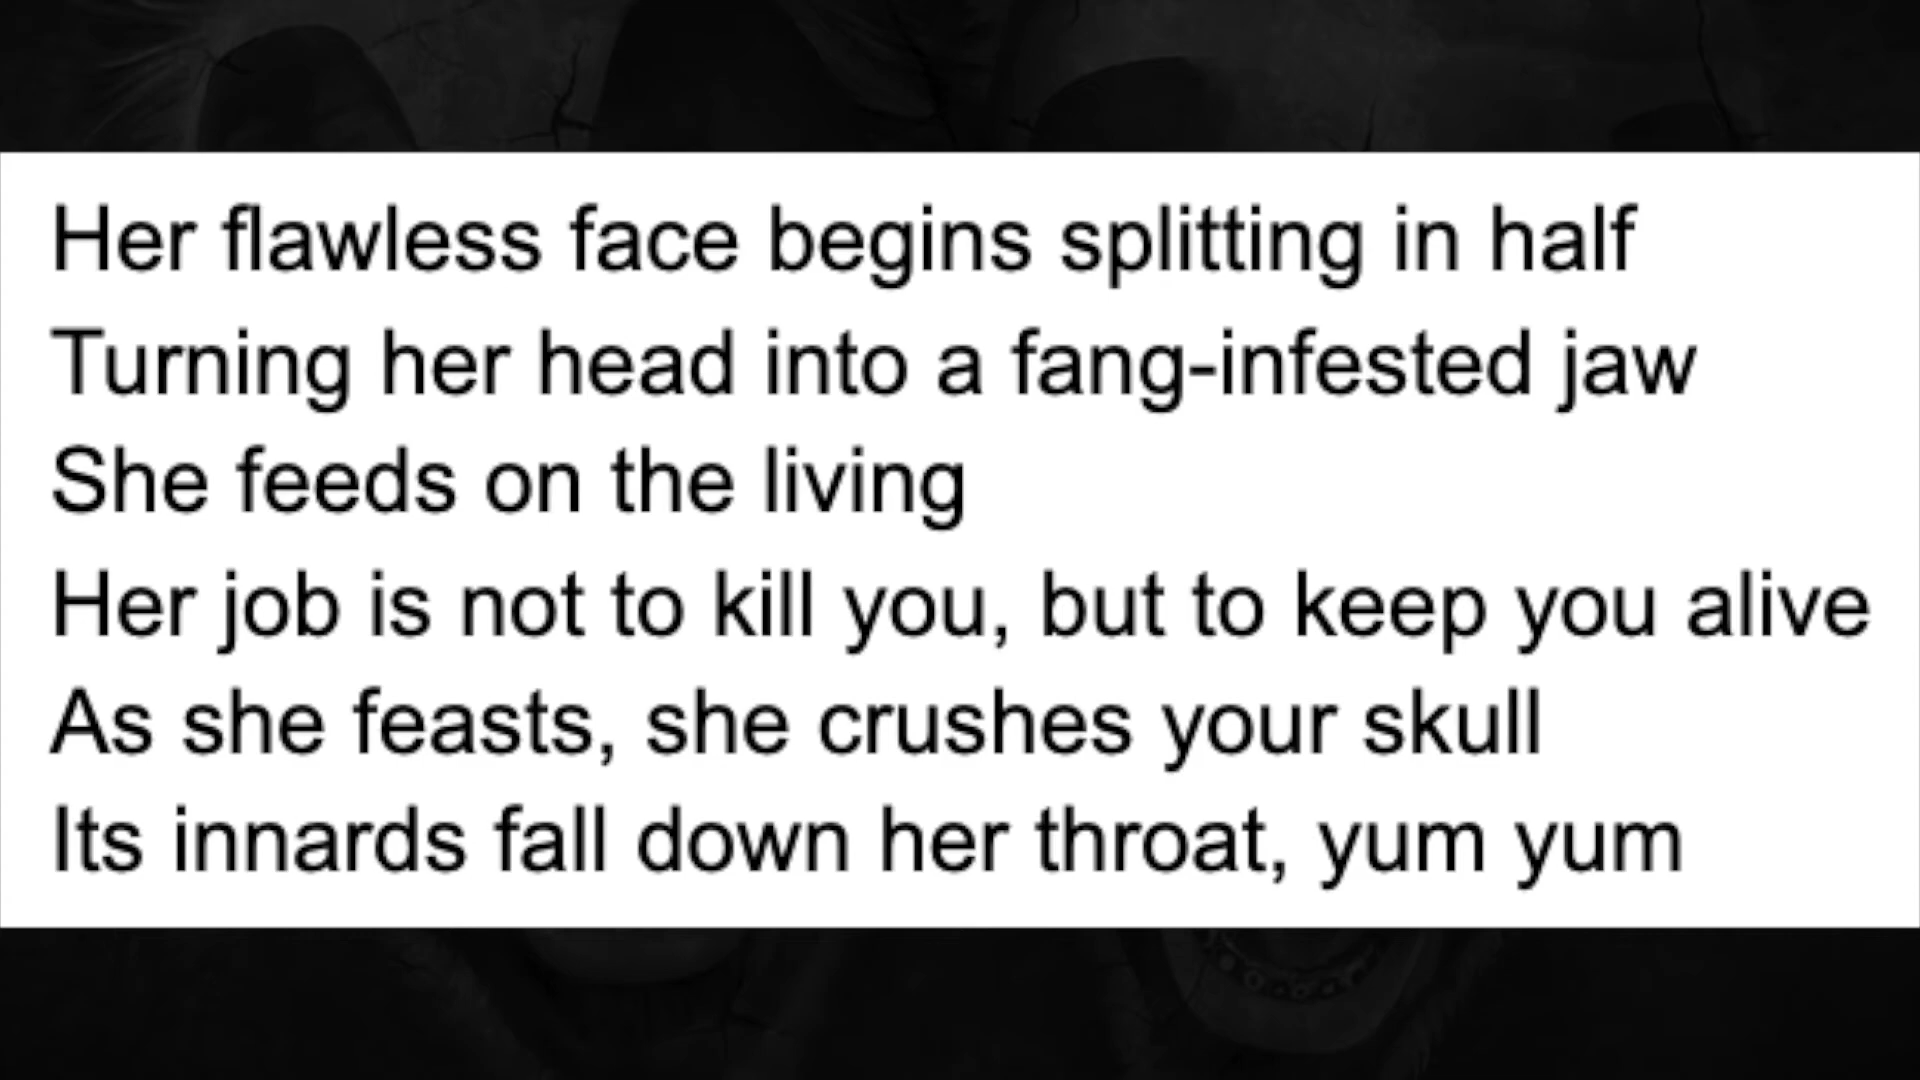 Her flawless face begins splitting in half
Turning her head into a fang-infested jaw
She feeds on the living
Her job is not to kill you, but to keep you alive
As she feasts, she crushes your skull
Its innards fall down her throat, yum yum